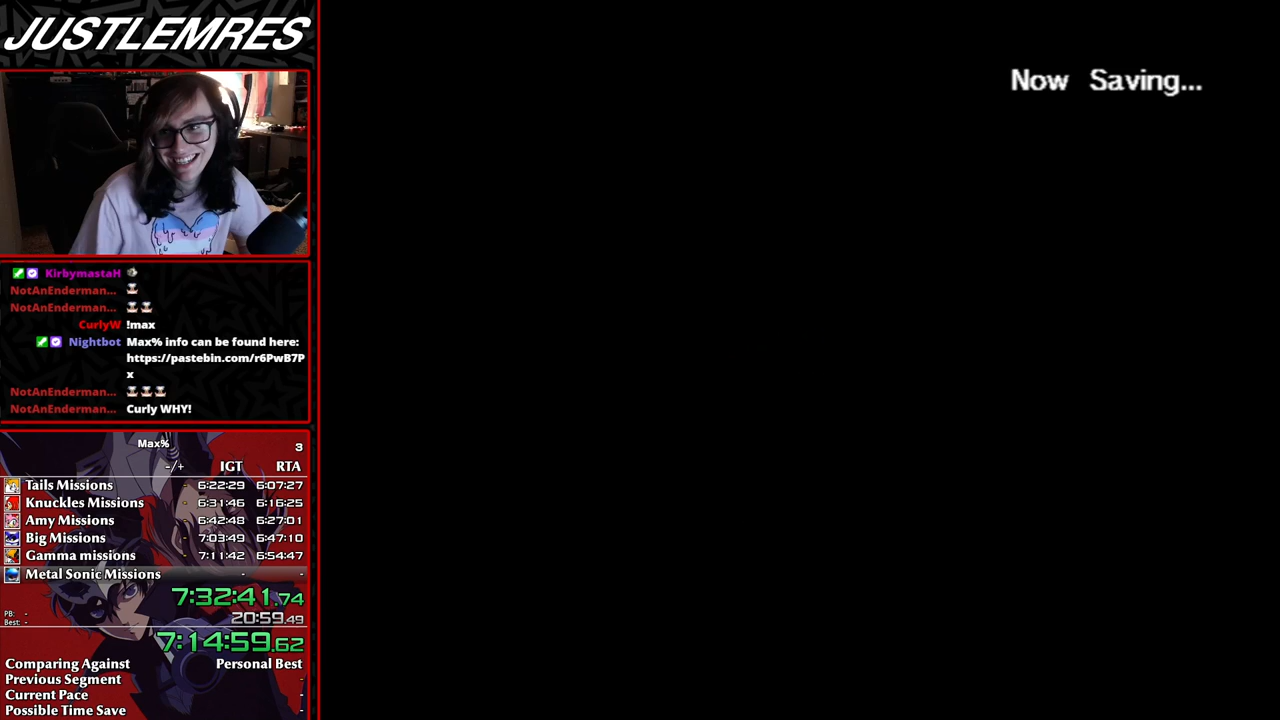 JUSTLEMRES
Now Saving...
KirbymastaH
NotAnEnderman...
NotAnEnderman...
CurlyW !max
Nightbot Max% info can be found here:
https://pastebin.com/r6PwB7P
x
NotAnEnderman...
NotAnEnderman... Curly WHY!
Max% 3
-/+ IGT RTA
Tails Missions - 6:22:29 6:07:27
Knuckles Missions - 6:31:46 6:16:25
Amy Missions - 6:42:48 6:27:01
Big Missions - 7:03:49 6:47:10
Gamma missions - 7:11:42 6:54:47
Metal Sonic Missions - -
7:32:41.74
PB: -
Best: -
20:59.49
7:14:59.62
Comparing Against Personal Best
Previous Segment -
Current Pace -
Possible Time Save -